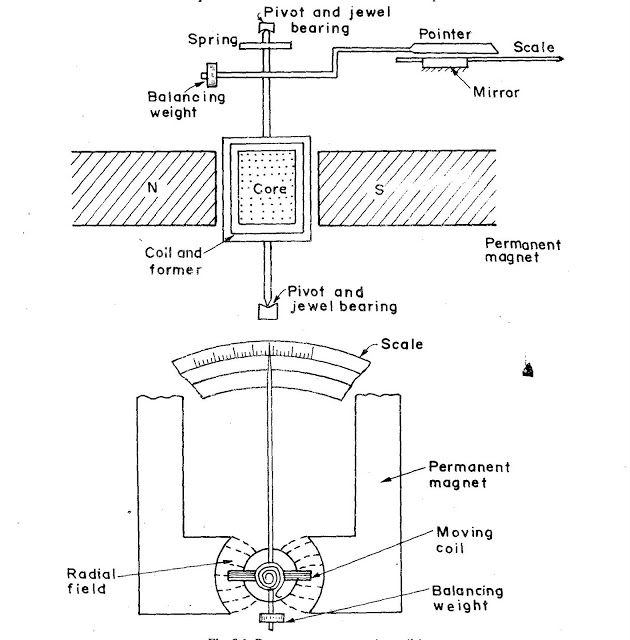 Pivot and jewel
bearing
Spring
Pointer
Scale
Balancing
weight
Mirror
N
Core
S
Coil and
former
Permanent
magnet
Pivot and
jewel bearing
Scale
Permanent
magnet
Moving
coil
Radial
field
Balancing
weight